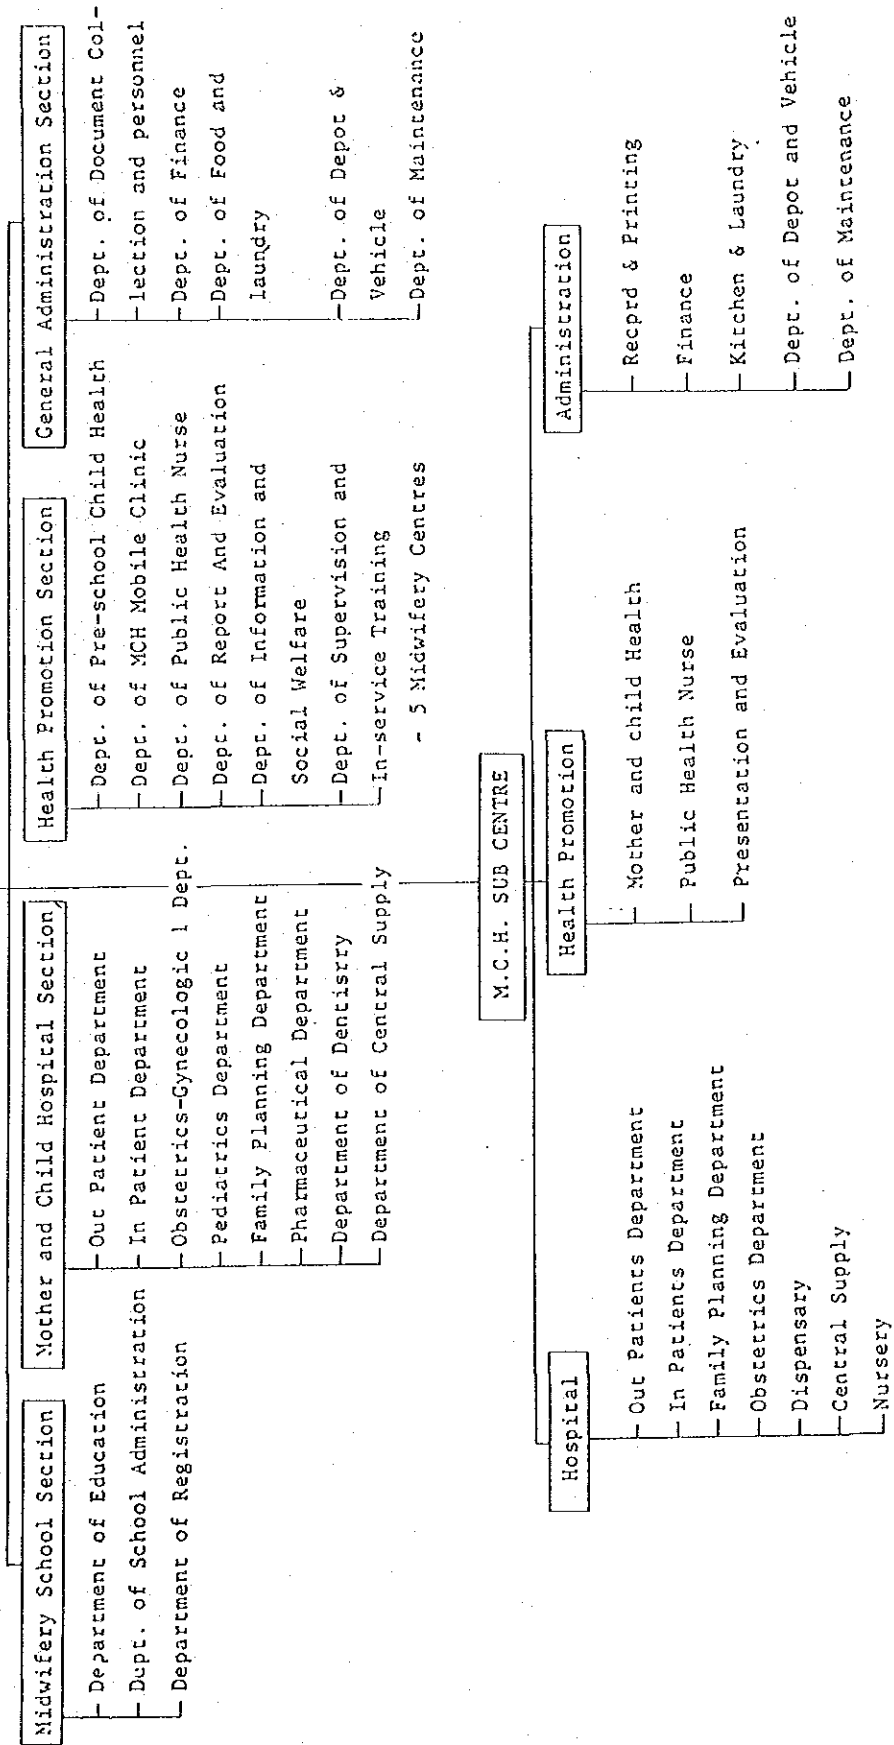 Midwifery School Section
Department of Education
Dupt. of School Administration
Department of Registration
Mother and Child Hospital Section
Out Patient Department
In Patient Department
Obstetrics-Gynecologic l Dept.
Pediatrics Department
Family Planning Department
Pharmaceutical Department
Department of Dentisrry
Department of Central Supply
Health Promotion Section
Dept. of Pre-school Child Health
Dept. of MCH Mobile Clinic
Dept. of Public Health Nurse
Dept. of Report And Evaluation
Dept. of Information and
Social Welfare
Dept. of Supervision and
In-service Training
- 5 Midwifery Centres
General Administration Section
Dept. of Document Col-
lection and personnel
Dept. of Finance
Dept. of Food and
laundry
Dept. of Depot &
Vehicle
Dept. of Maintenance
M.C.H. SUB CENTRE
Hospital
Out Patients Department
In Patients Department
Family Planning Department
Obstetrics Department
Dispensary
Central Supply
Nursery
Health Promotion
Mother and child Health
Public Health Nurse
Presentation and Evaluation
Administration
Recprd & Printing
Finance
Kitchen & Laundry
Dept. of Depot and Vehicle
Dept. of Maintenance